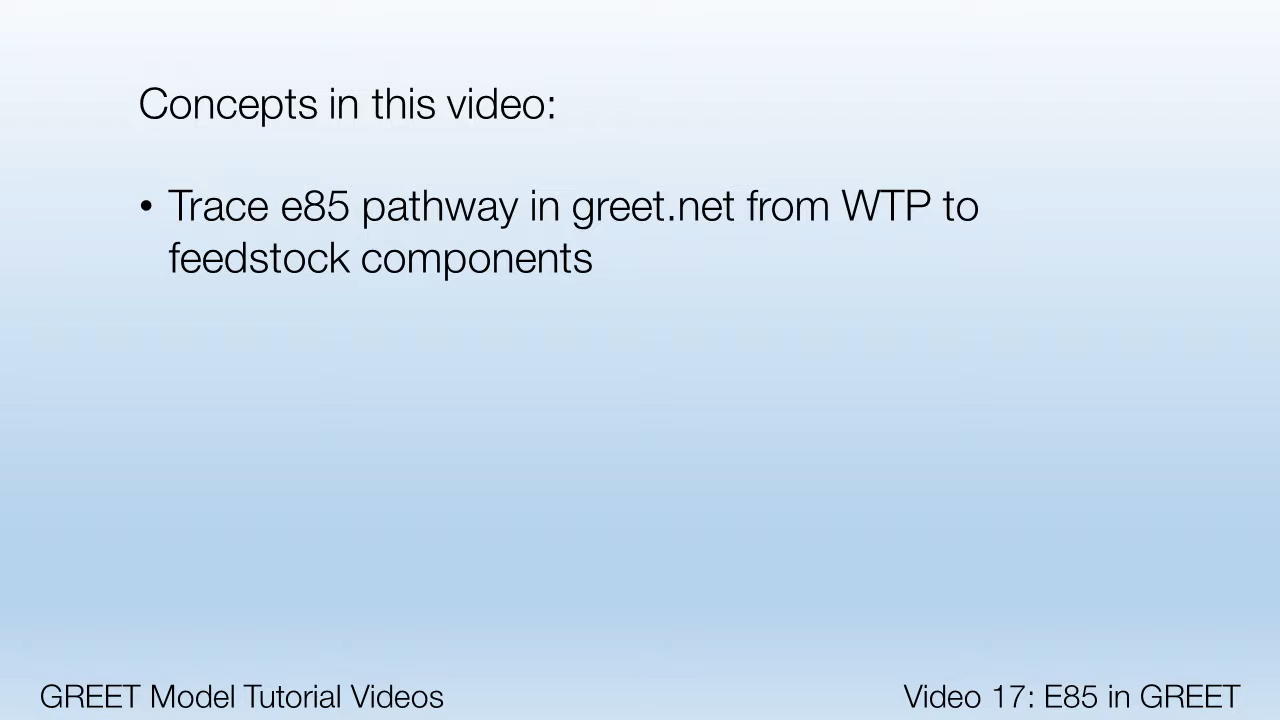 Concepts in this video:
• Trace e85 pathway in greet.net from WTP to
feedstock components
GREET Model Tutorial Videos
Video 17: E85 in GREET